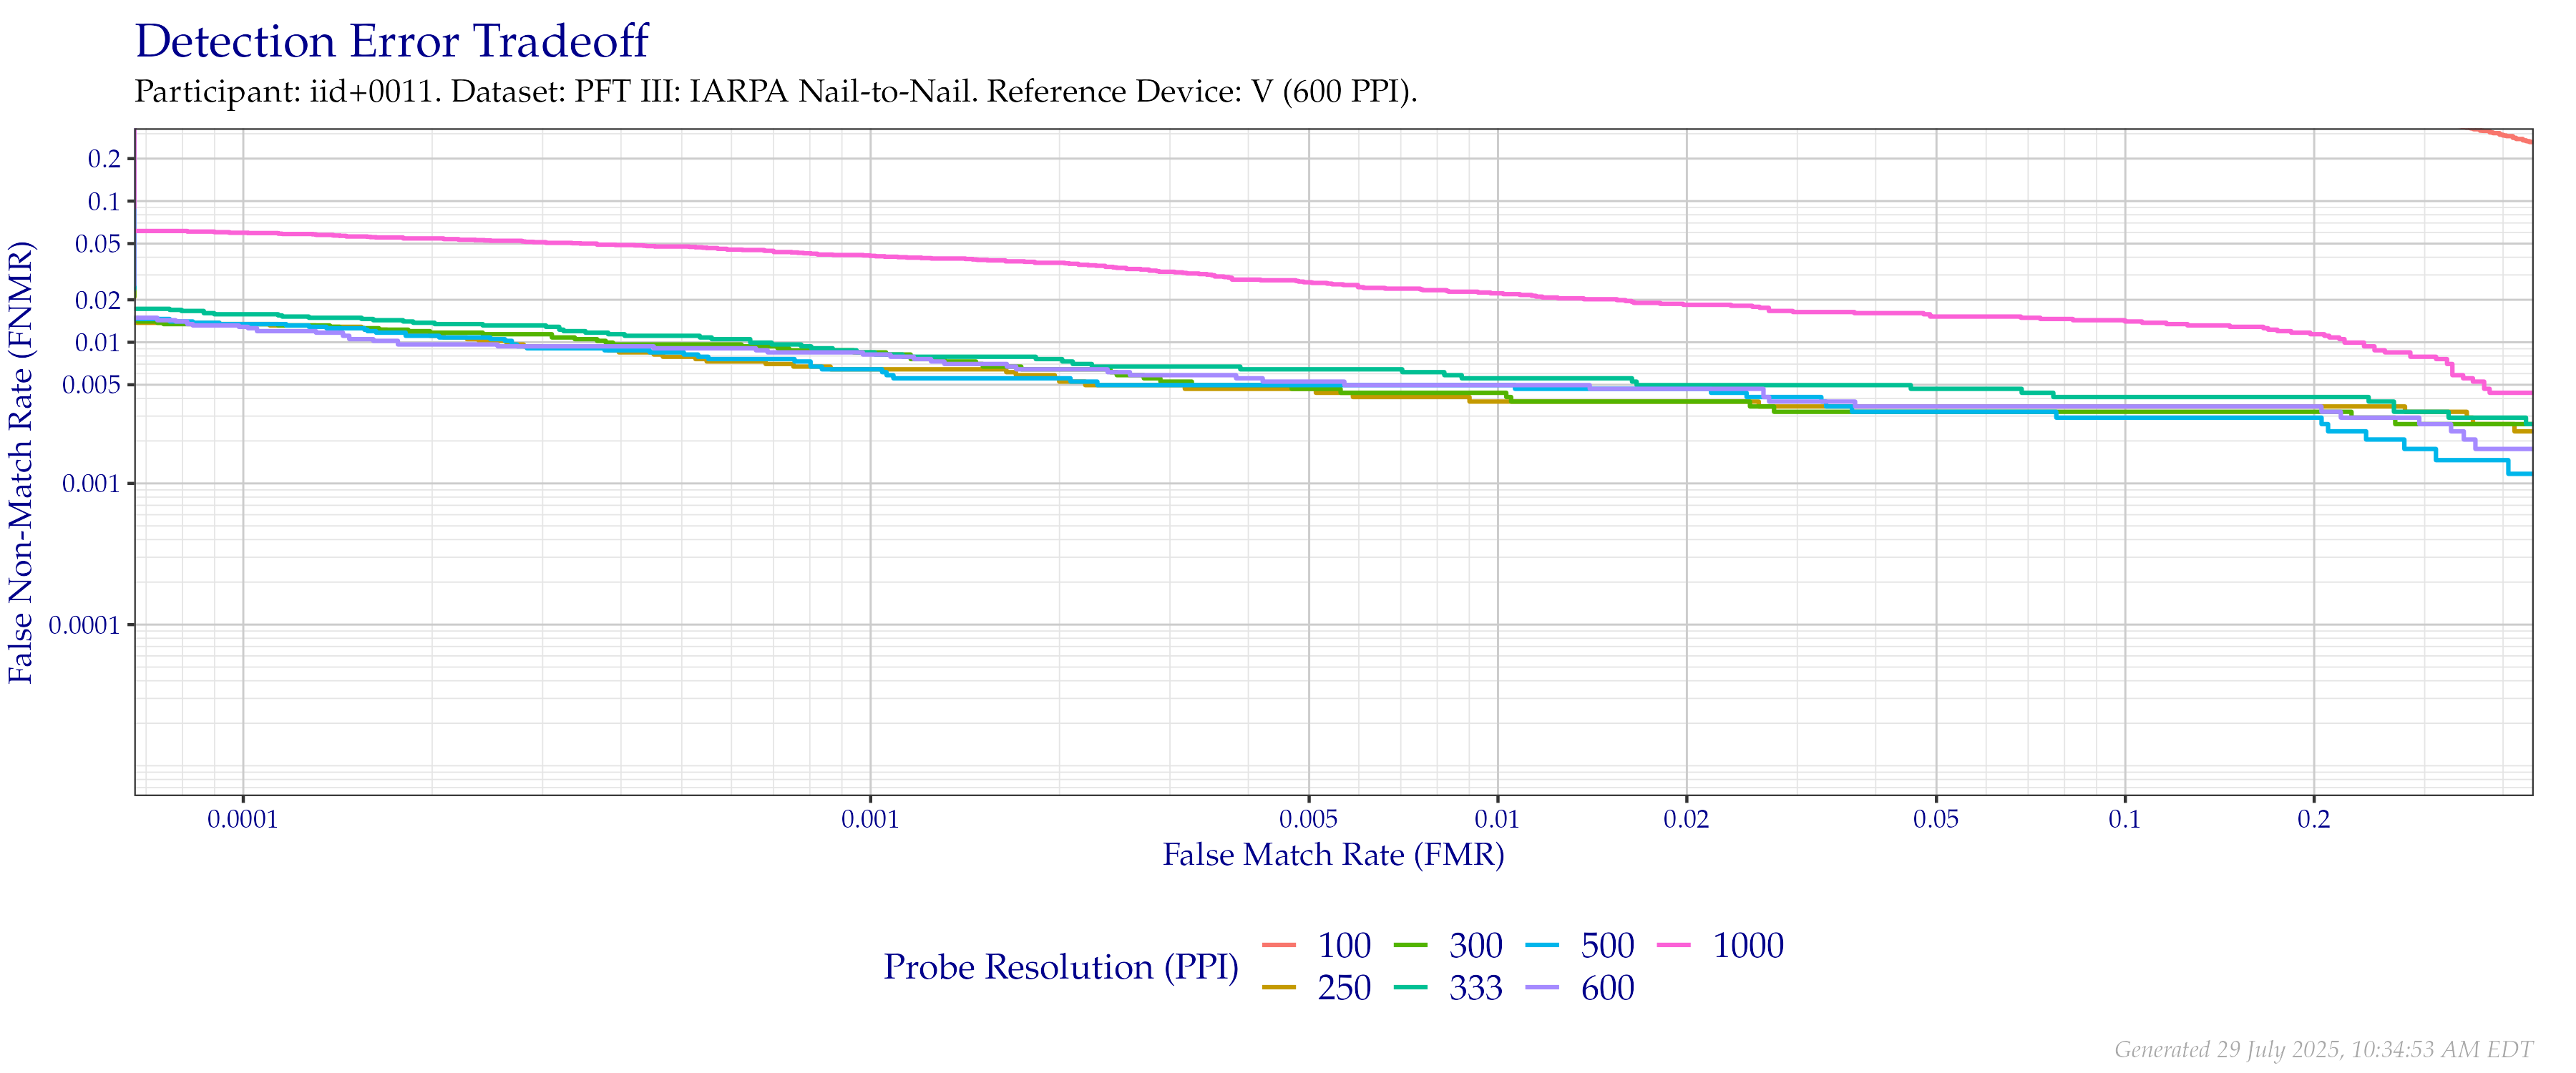 Detection Error Tradeoff
Participant: iid+0011. Dataset: PFT III: IARPA Nail-to-Nail. Reference Device: V (600 PPI).
False Non-Match Rate (FNMR)
0.2
0.1
0.05
0.02
0.01
0.005
0.001
0.0001
0.0001 0.001 0.005 0.01 0.02 0.05 0.1 0.2
False Match Rate (FMR)
Probe Resolution (PPI)
100 300 500 1000
250 333 600
Generated 29 July 2025, 10:34:53 AM EDT